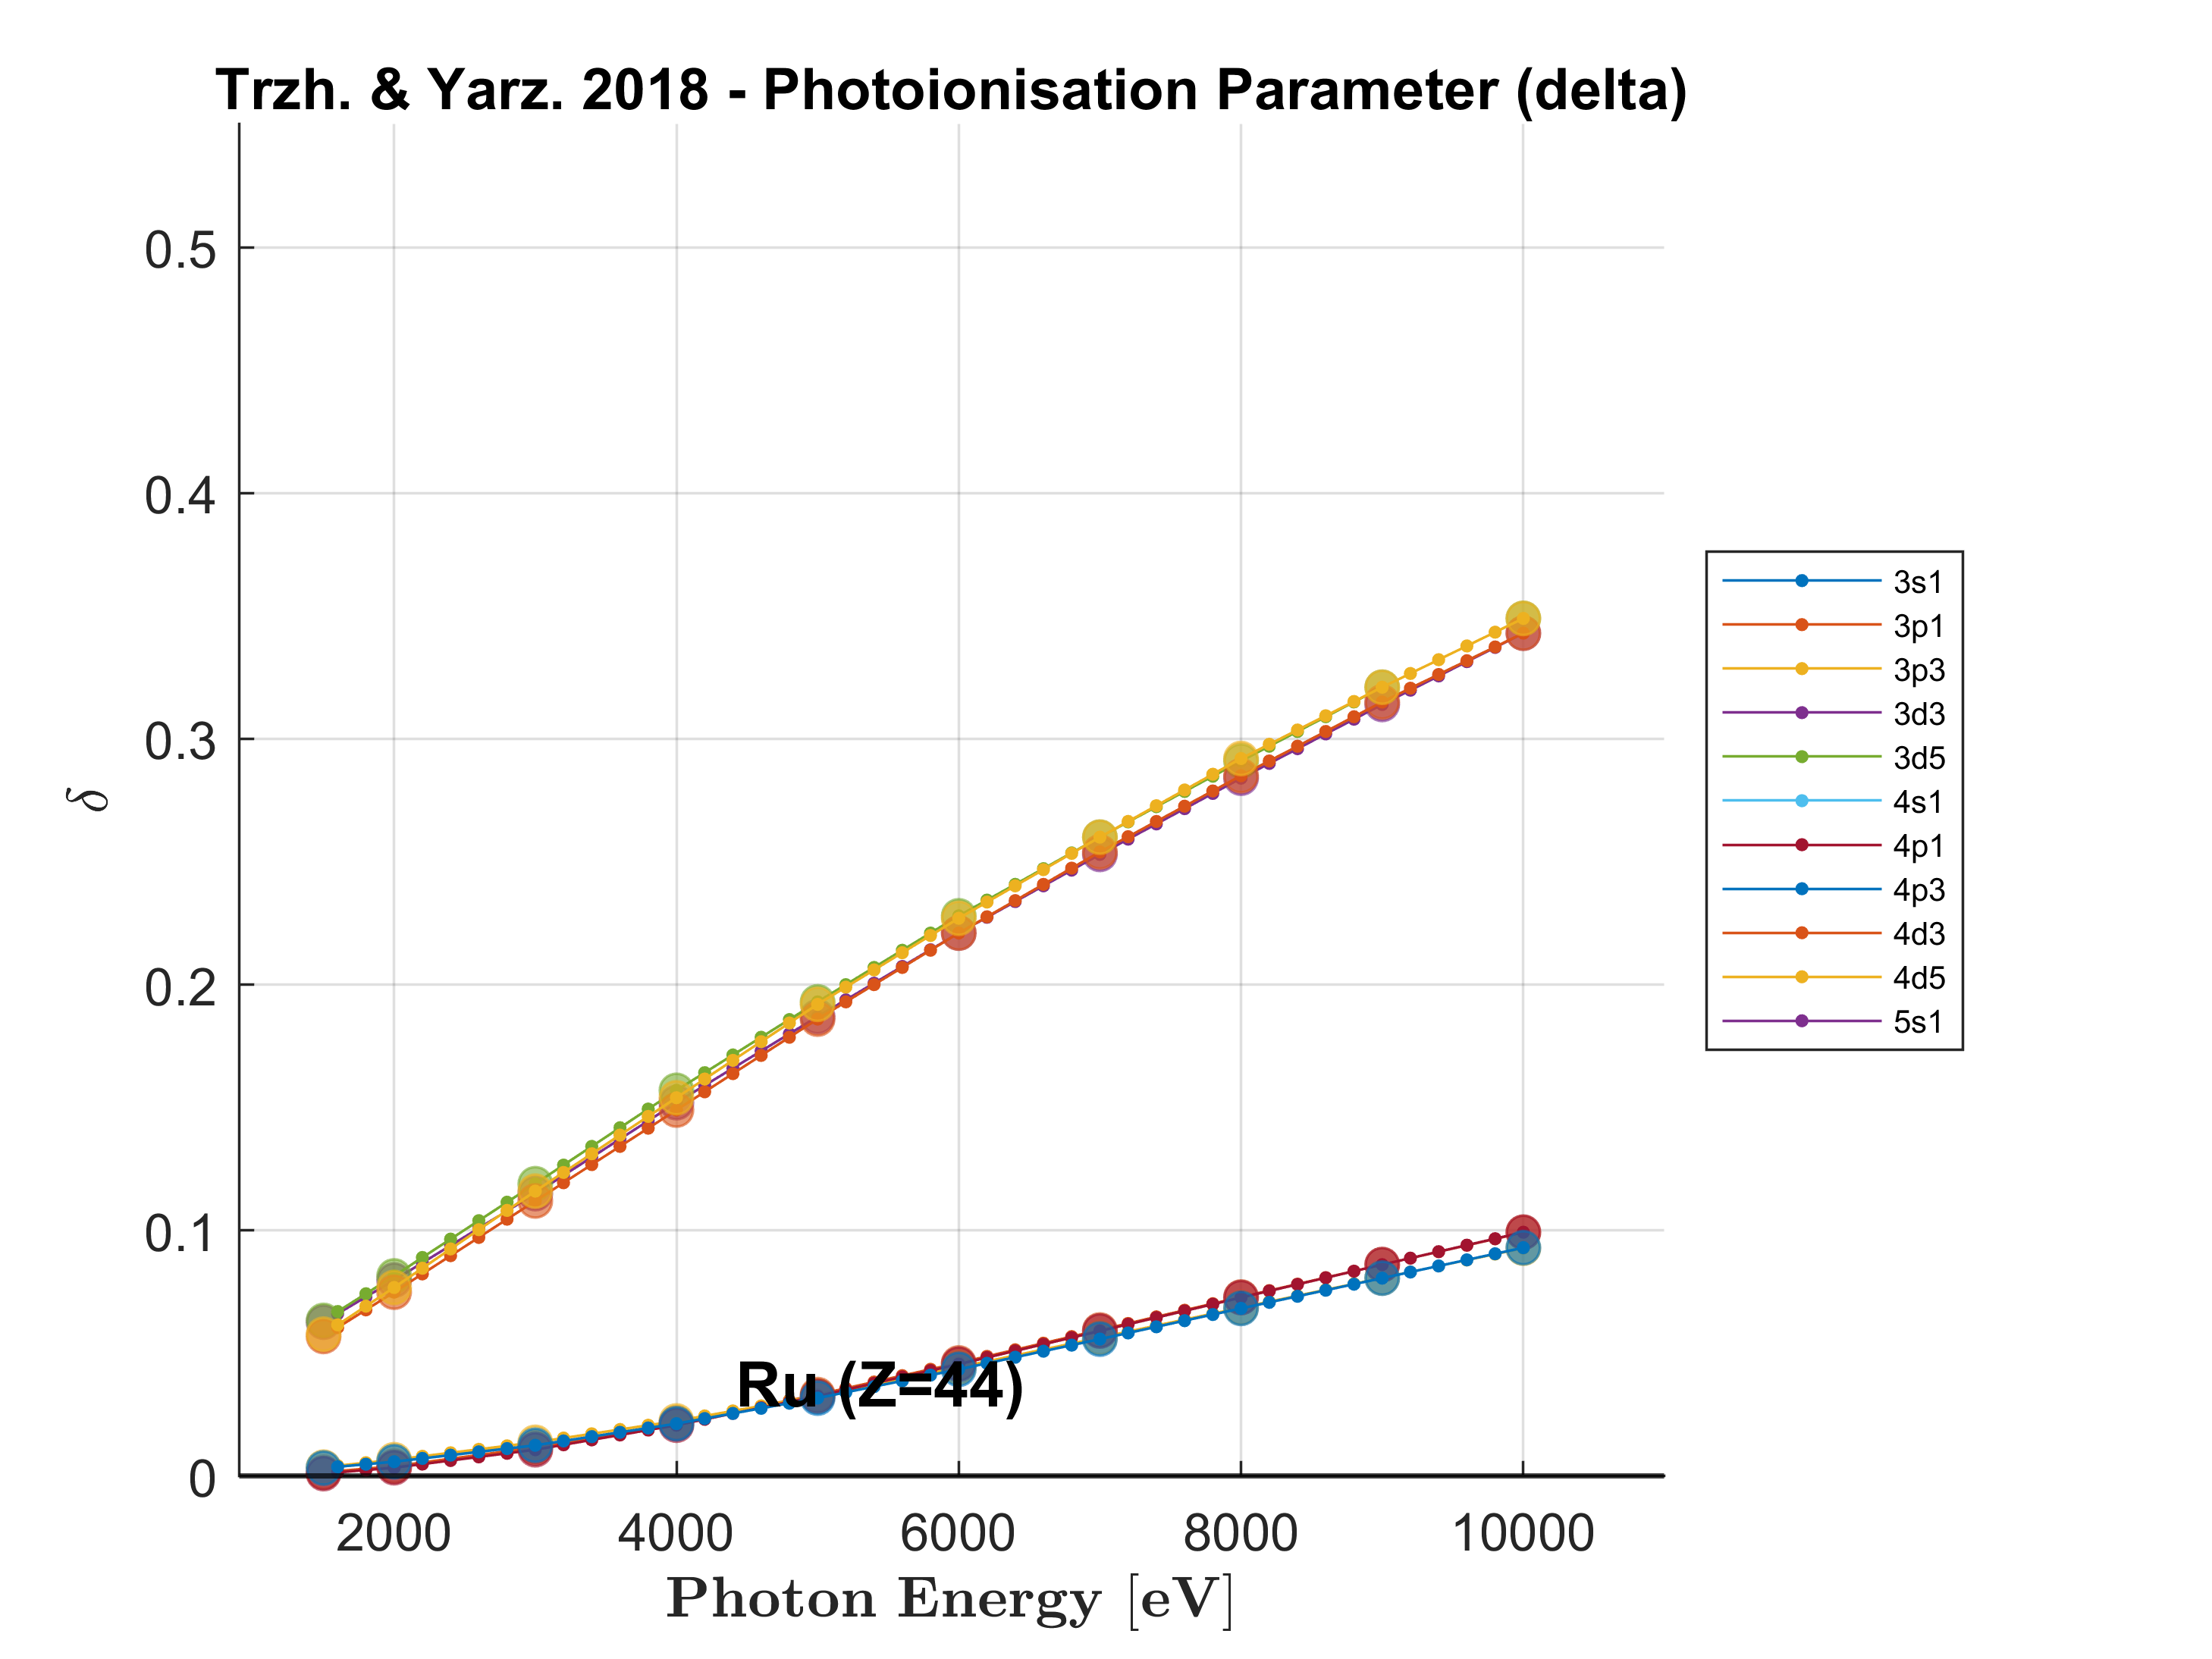 Trzh. & Yarz. 2018 - Photoionisation Parameter (delta)
0.5
0.4
0.3
0.2
0.1
0
δ
2000 4000 6000 8000 10000
Photon Energy [eV]
Ru (Z=44)
3s1
3p1
3p3
3d3
3d5
4s1
4p1
4p3
4d3
4d5
5s1